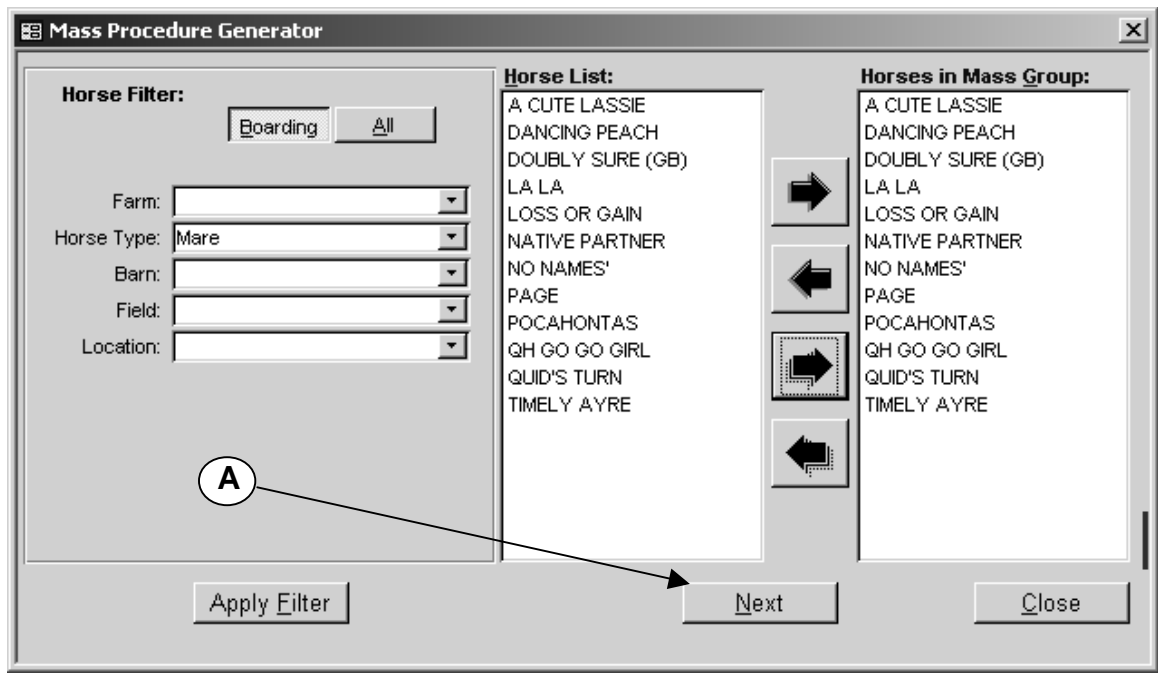 Mass Procedure Generator
Horse Filter:
Boarding
All
Farm:
Horse Type: Mare
Barn:
Field:
Location:
A
Apply Filter
Horse List:
A CUTE LASSIE
DANCING PEACH
DOUBLY SURE (GB)
LA LA
LOSS OR GAIN
NATIVE PARTNER
NO NAMES'
PAGE
POCAHONTAS
QH GO GO GIRL
QUID'S TURN
TIMELY AYRE
Horses in Mass Group:
A CUTE LASSIE
DANCING PEACH
DOUBLY SURE (GB)
LA LA
LOSS OR GAIN
NATIVE PARTNER
NO NAMES'
PAGE
POCAHONTAS
QH GO GO GIRL
QUID'S TURN
TIMELY AYRE
Next
Close